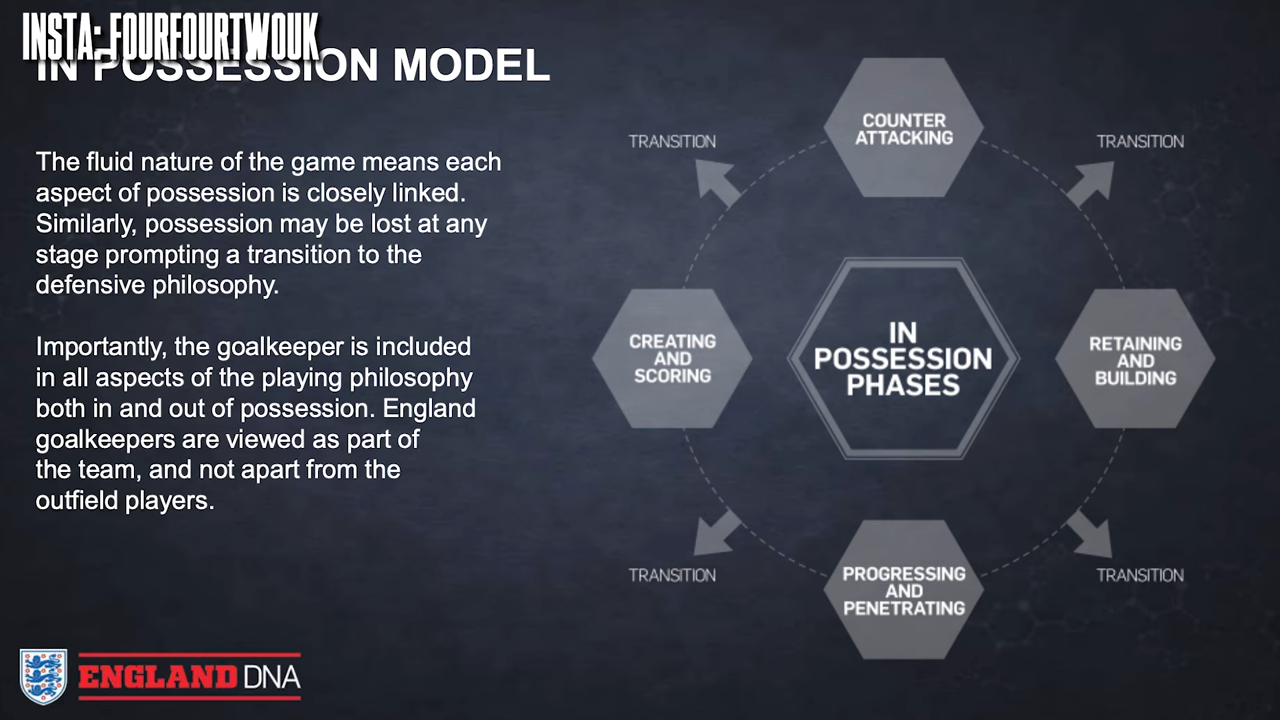 INSTA: FOURFOURTWOUK
IN POSSESSION MODEL
The fluid nature of the game means each
aspect of possession is closely linked.
Similarly, possession may be lost at any
stage prompting a transition to the
defensive philosophy.
Importantly, the goalkeeper is included
in all aspects of the playing philosophy
both in and out of possession. England
goalkeepers are viewed as part of
the team, and not apart from the
outfield players.
COUNTER
ATTACKING
TRANSITION
TRANSITION
CREATING
AND
SCORING
IN
POSSESSION
PHASES
RETAINING
AND
BUILDING
TRANSITION
TRANSITION
PROGRESSING
AND
PENETRATING
ENGLAND DNA